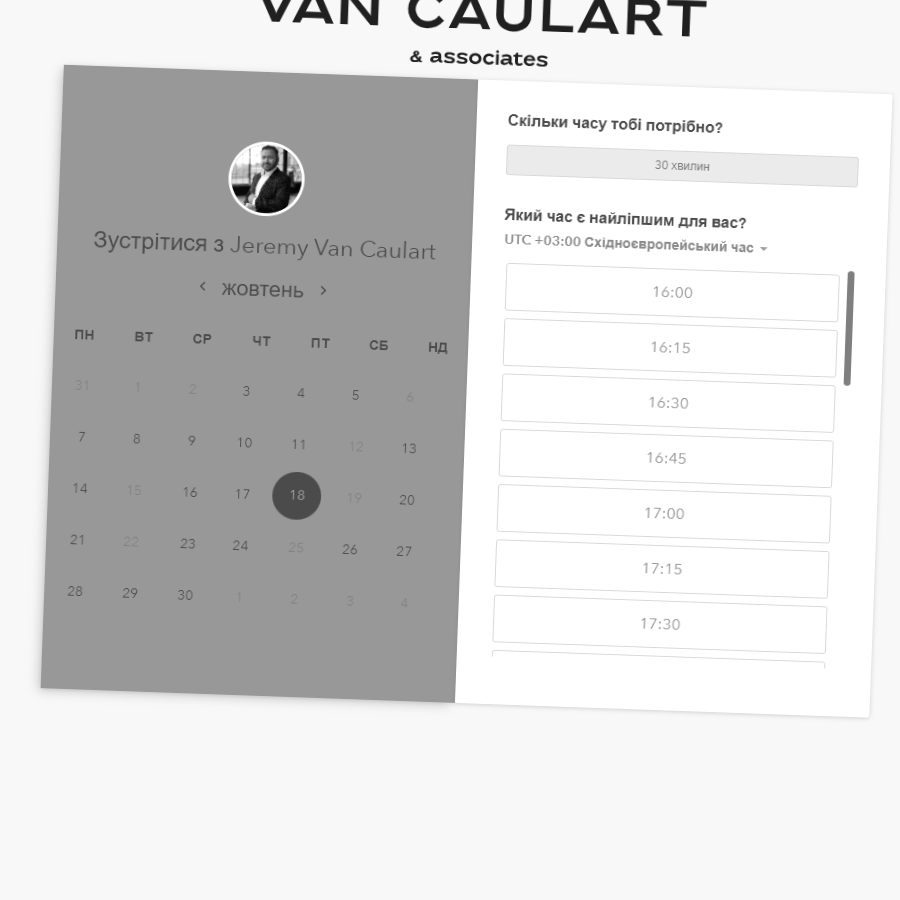 VAN CAULART
& associates
Зустрітися з Jeremy Van Caulart
жовтень
ПН ВТ СР ЧТ ПТ СБ НД
31 1 2 3 4 5 6
7 8 9 10 11 12 13
14 15 16 17 18 19 20
21 22 23 24 25 26 27
28 29 30 1 2 3 4
Скільки часу тобі потрібно?
30 хвилин
Який час є найліпшим для вас?
UTC +03:00 Східноєвропейський час
16:00
16:15
16:30
16:45
17:00
17:15
17:30